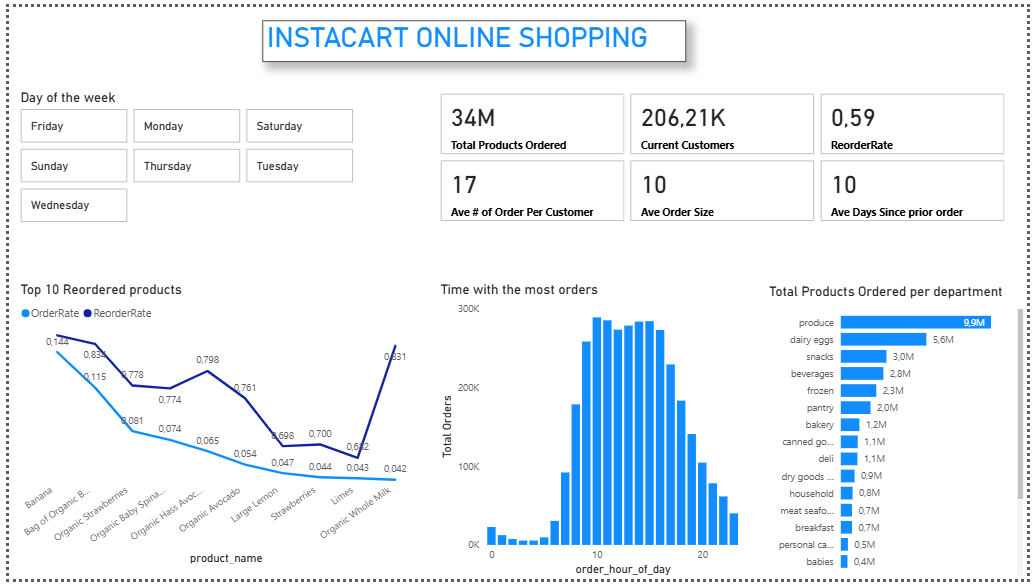 INSTACART ONLINE SHOPPING
Day of the week
Friday
Monday
Saturday
Sunday
Thursday
Tuesday
Wednesday
34M
Total Products Ordered
206,21K
Current Customers
0,59
ReorderRate
17
Ave # of Order Per Customer
10
Ave Order Size
10
Ave Days Since prior order
Top 10 Reordered products
OrderRate ReorderRate
0,144
0,834
0,115
0,778
0,081
0,774
0,074
0,798
0,065
0,761
0,054
0,698
0,047
0,700
0,044
0,043
0,831
0,042
Banana
Bag of Organic B...
Organic Strawberries
Organic Baby Spina...
Organic Hass Avoc...
Organic Avocado
Large Lemon
Strawberries
Limes
Organic Whole Milk
product_name
Time with the most orders
Total Orders
300K
200K
100K
0K
0 10 20
order_hour_of_day
Total Products Ordered per department
produce 9,9M
dairy eggs 5,6M
snacks 3,0M
beverages 2,8M
frozen 2,3M
pantry 2,0M
bakery 1,2M
canned go... 1,1M
deli 1,1M
dry goods ... 0,9M
household 0,8M
meat seafo... 0,7M
breakfast 0,7M
personal ca... 0,5M
babies 0,4M